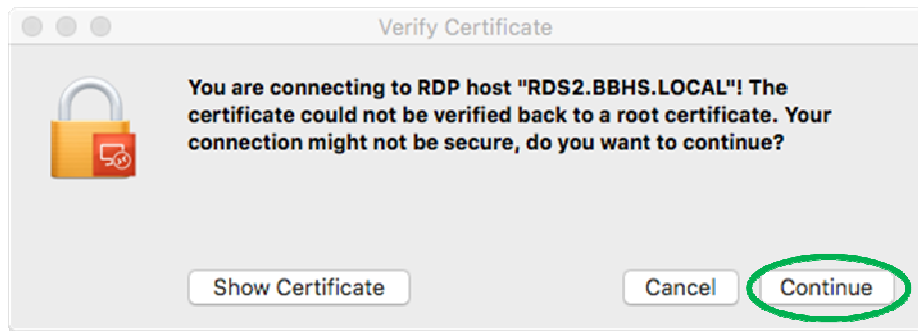 Verify Certificate
You are connecting to RDP host "RDS2.BBHS.LOCAL"! The
certificate could not be verified back to a root certificate. Your
connection might not be secure, do you want to continue?
Show Certificate
Cancel
Continue